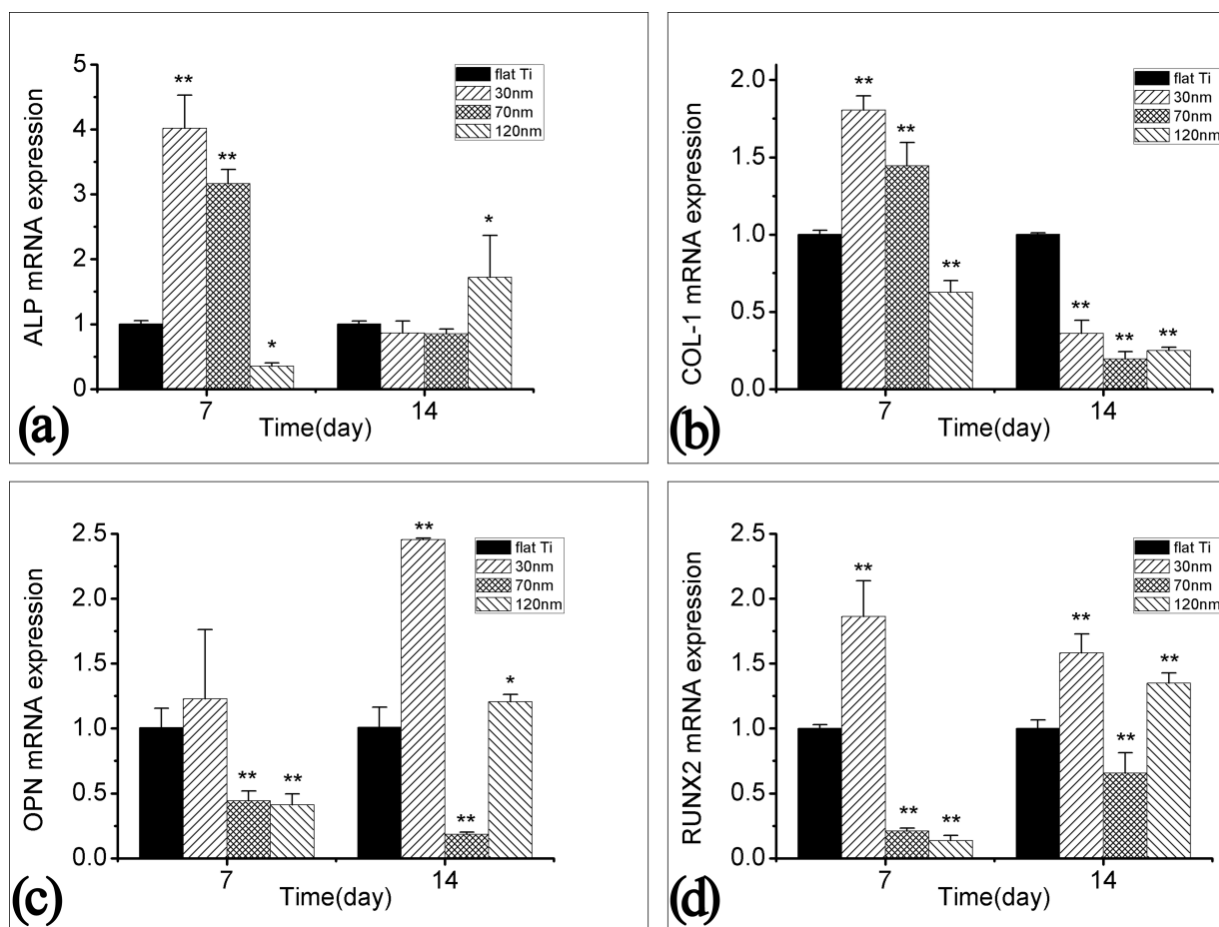 5
4
3
2
1
0
ALP mRNA expression
flat Ti
30nm
70nm
120nm
**
**
*
*
7
14
Time(day)
(a)
2.0
1.5
1.0
0.5
0.0
COL-1 mRNA expression
flat Ti
30nm
70nm
120nm
**
**
**
**
**
**
7
14
Time(day)
(b)
2.5
2.0
1.5
1.0
0.5
0.0
OPN mRNA expression
flat Ti
30nm
70nm
120nm
**
**
**
**
*
7
14
Time(day)
(c)
2.5
2.0
1.5
1.0
0.5
0.0
RUNX2 mRNA expression
flat Ti
30nm
70nm
120nm
**
**
**
**
**
**
7
14
Time(day)
(d)